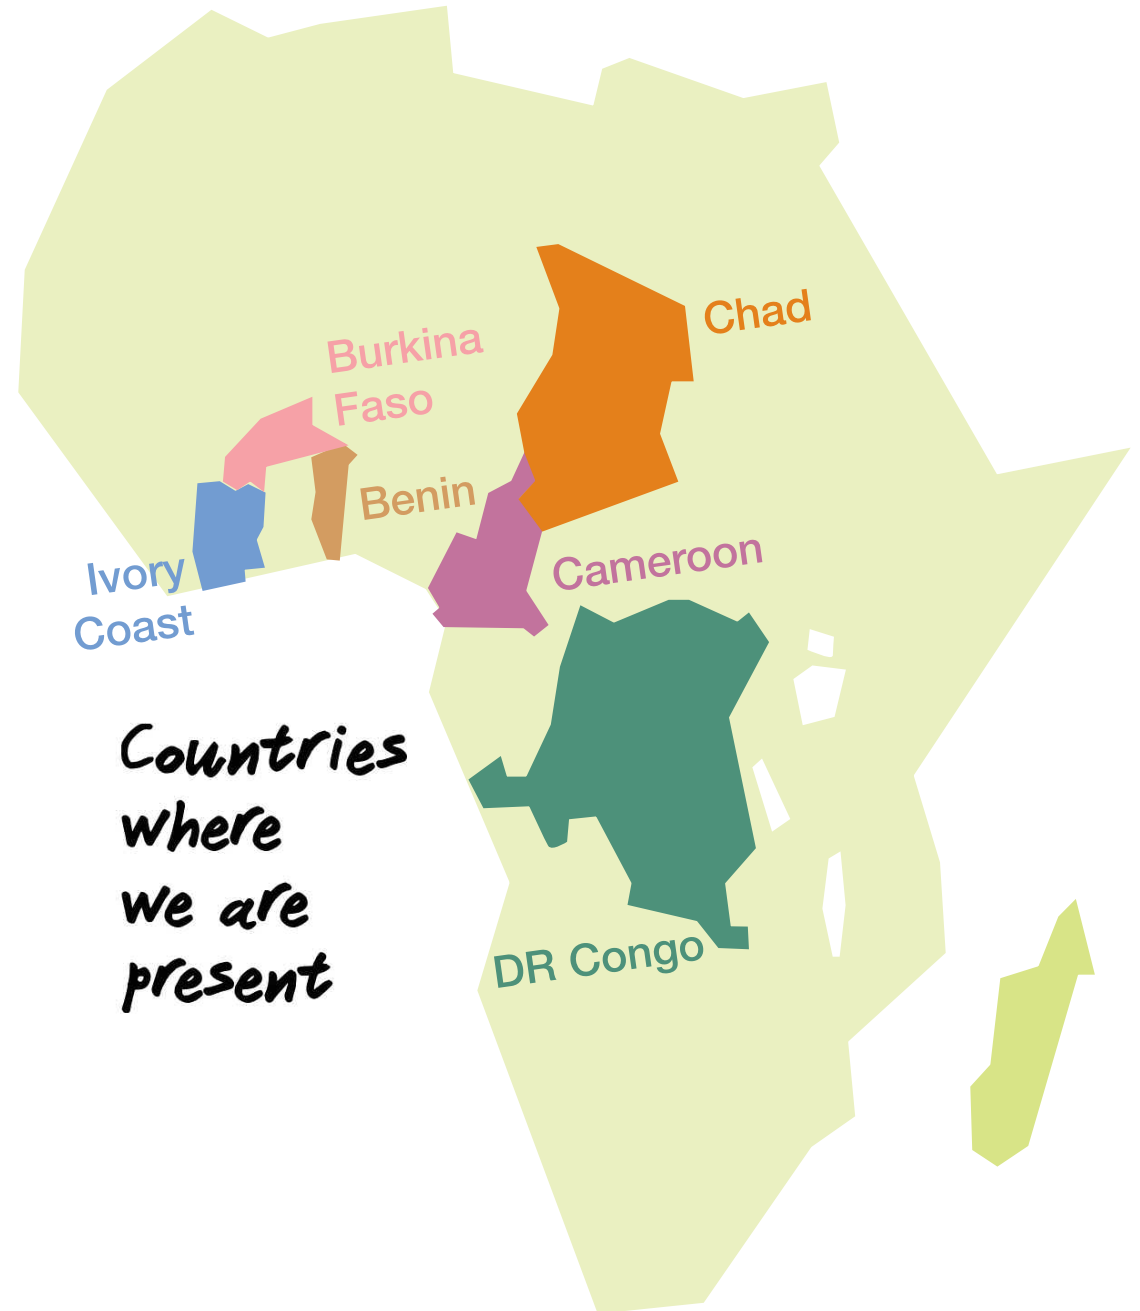 Chad
Burkina
Faso
Benin
Cameroon
Ivory
Coast
Countries
where
we are
present
DR Congo